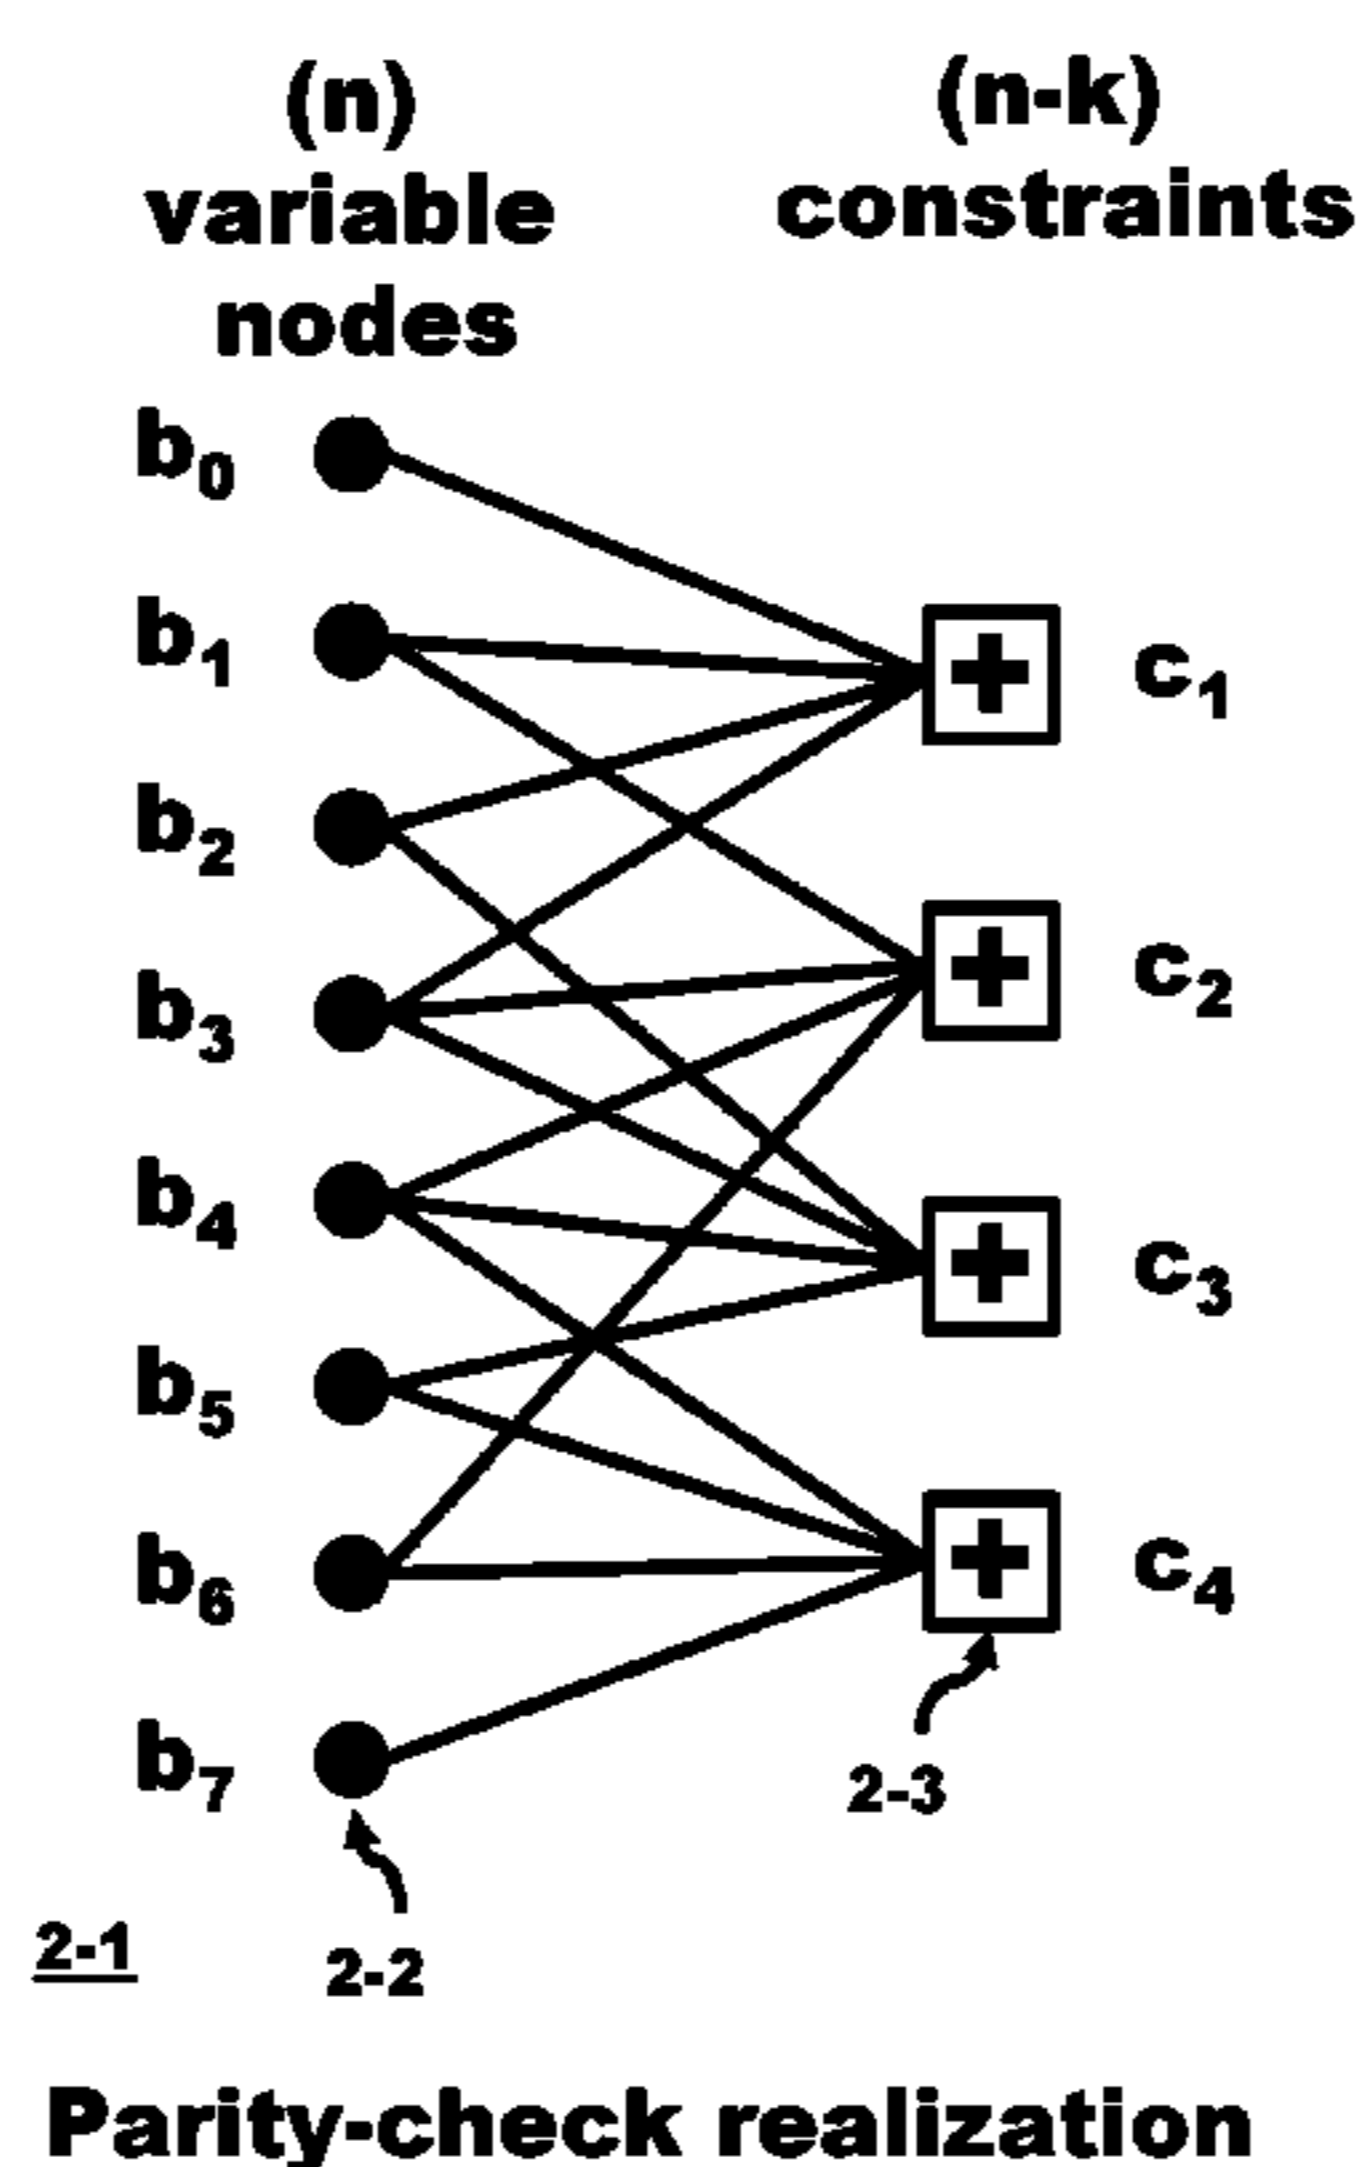 (n)
variable
nodes
(n-k)
constraints
b0
b1
b2
b3
b4
b5
b6
b7
+ c1
+ c2
+ c3
+ c4
2-3
2-2
2-1
Parity-check realization